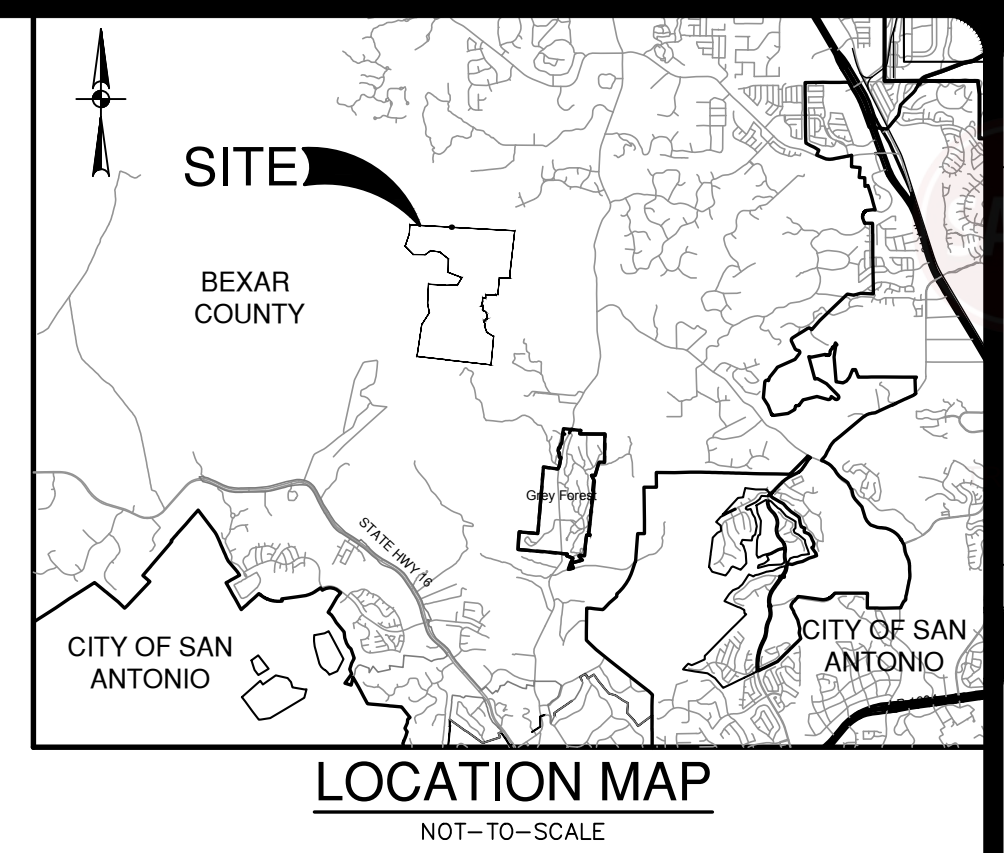 SITE
BEXAR
COUNTY
Grey Forest
STATE HWY 16
CITY OF SAN
ANTONIO
CITY OF SAN
ANTONIO
LOCATION MAP
NOT-TO-SCALE